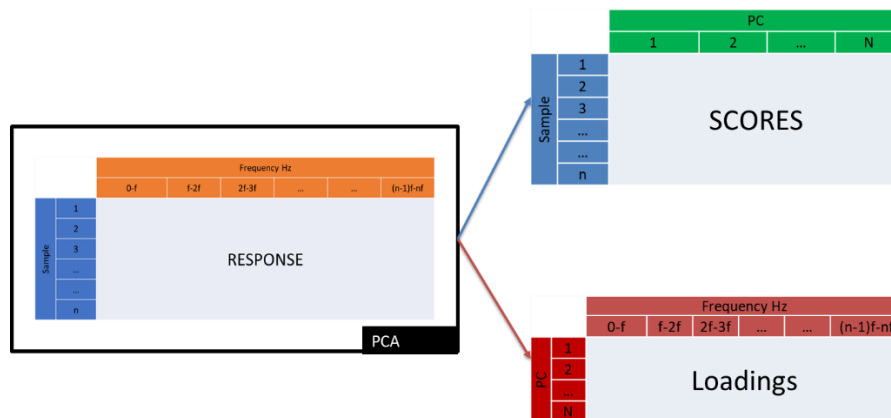 PC
1 2 ... N
Sample
1
2
3
...
...
n
SCORES
Frequency Hz
0-f f-2f 2f-3f ... ... (n-1)f-nf
Sample
1
2
3
...
...
n
RESPONSE
PCA
Frequency Hz
0-f f-2f 2f-3f ... ... (n-1)f-nf
PC
1
2
...
N
Loadings